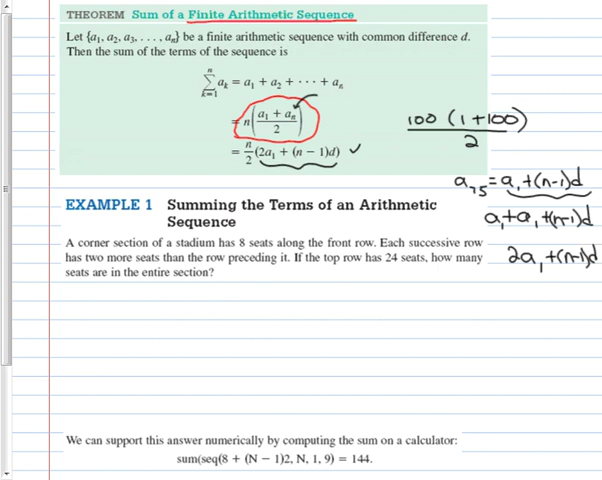 THEOREM Sum of a Finite Arithmetic Sequence
Let {a₁, a₂, a₃, . . . , aₙ} be a finite arithmetic sequence with common difference d.
Then the sum of the terms of the sequence is
n
∑ aₖ = a₁ + a₂ + · · · + aₙ
k=1
= n((a₁ + aₙ)/2)
= n/2 (2a₁ + (n − 1)d) ✓
100 (1+100)
2
a₇₅ = a₁ + (n-1)d
a₁ + a₁ + (n-1)d
2a₁ + (n-1)d
EXAMPLE 1 Summing the Terms of an Arithmetic
Sequence
A corner section of a stadium has 8 seats along the front row. Each successive row
has two more seats than the row preceding it. If the top row has 24 seats, how many
seats are in the entire section?
We can support this answer numerically by computing the sum on a calculator:
sum(seq(8 + (N − 1)2, N, 1, 9) = 144.